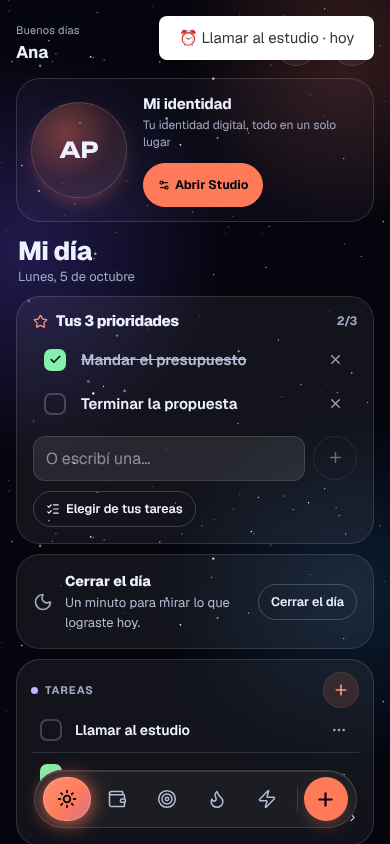 Buenos días
Ana
⏰ Llamar al estudio · hoy
AP
Mi identidad
Tu identidad digital, todo en un solo
lugar
Abrir Studio
Mi día
Lunes, 5 de octubre
Tus 3 prioridades
2/3
Mandar el presupuesto
Terminar la propuesta
O escribí una...
Elegir de tus tareas
Cerrar el día
Un minuto para mirar lo que
lograste hoy.
Cerrar el día
TAREAS
Llamar al estudio